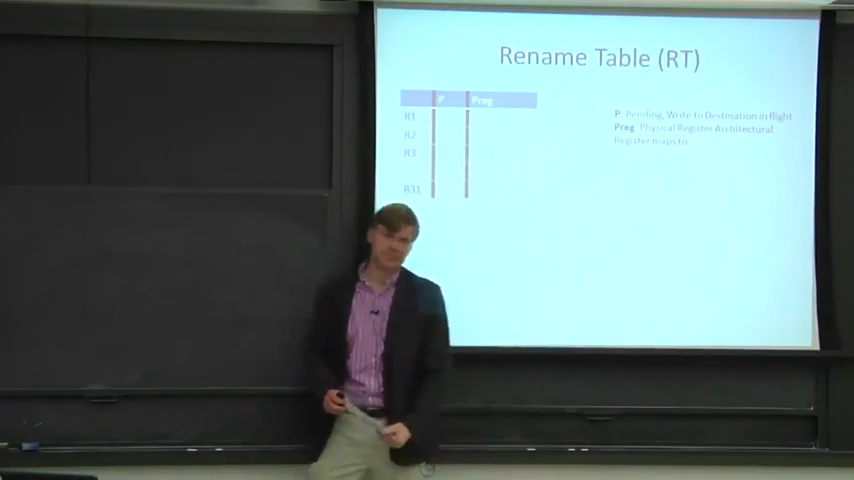 Rename Table (RT)
P Preg
R1
R2
R3
R31
P: Pending, Write to Destination in flight
Preg: Physical Register Architectural
Register maps to